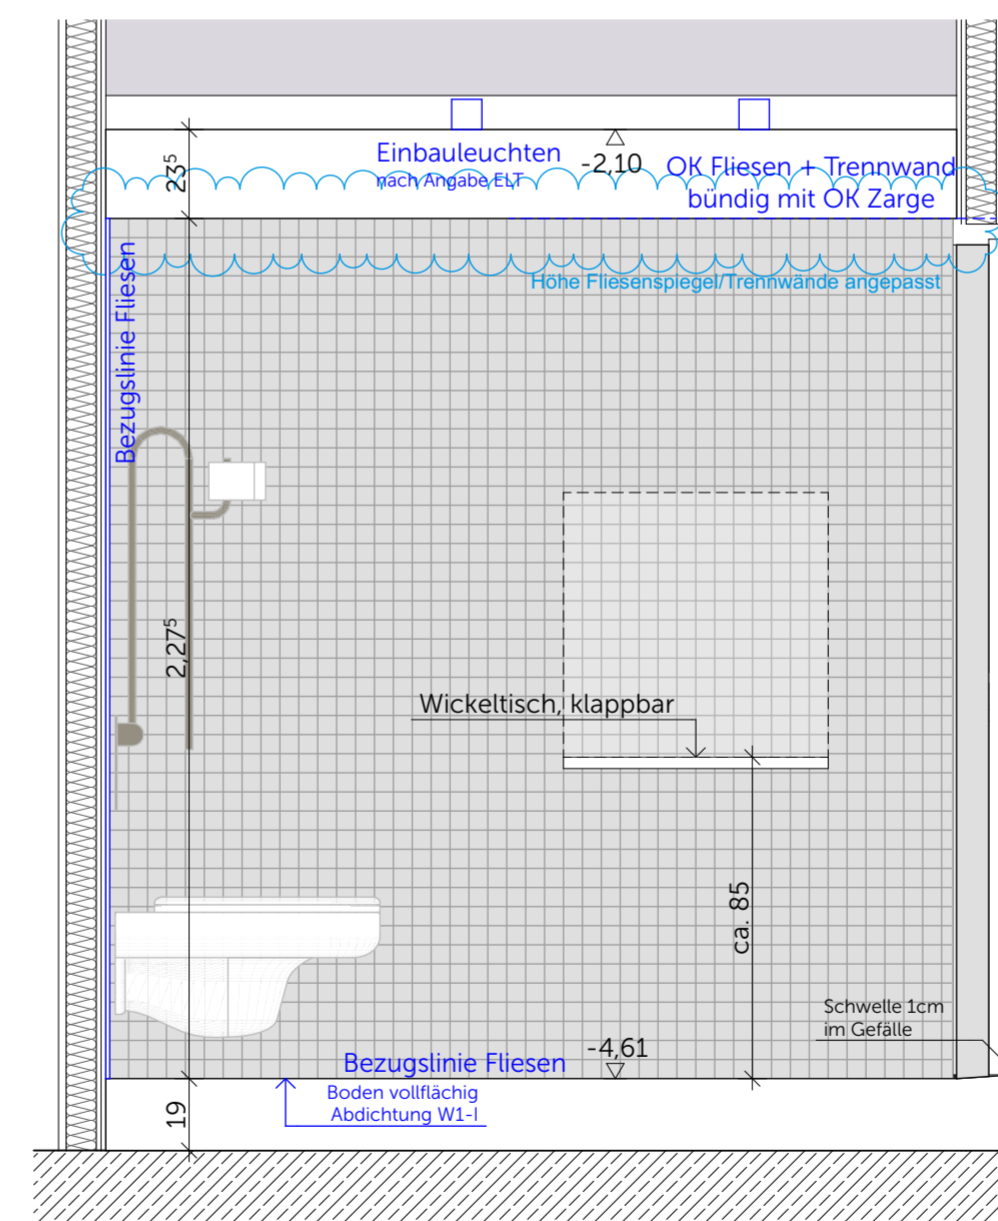 Einbauleuchten
nach Angabe ELT
-2,10
OK Fliesen + Trennwand
bündig mit OK Zarge
23⁵
Höhe Fliesenspiegel/Trennwände angepasst
Bezugslinie Fliesen
2,27⁵
Wickeltisch, klappbar
ca. 85
Schwelle 1cm
im Gefälle
-4,61
Bezugslinie Fliesen
Boden vollflächig
Abdichtung W1-I
19